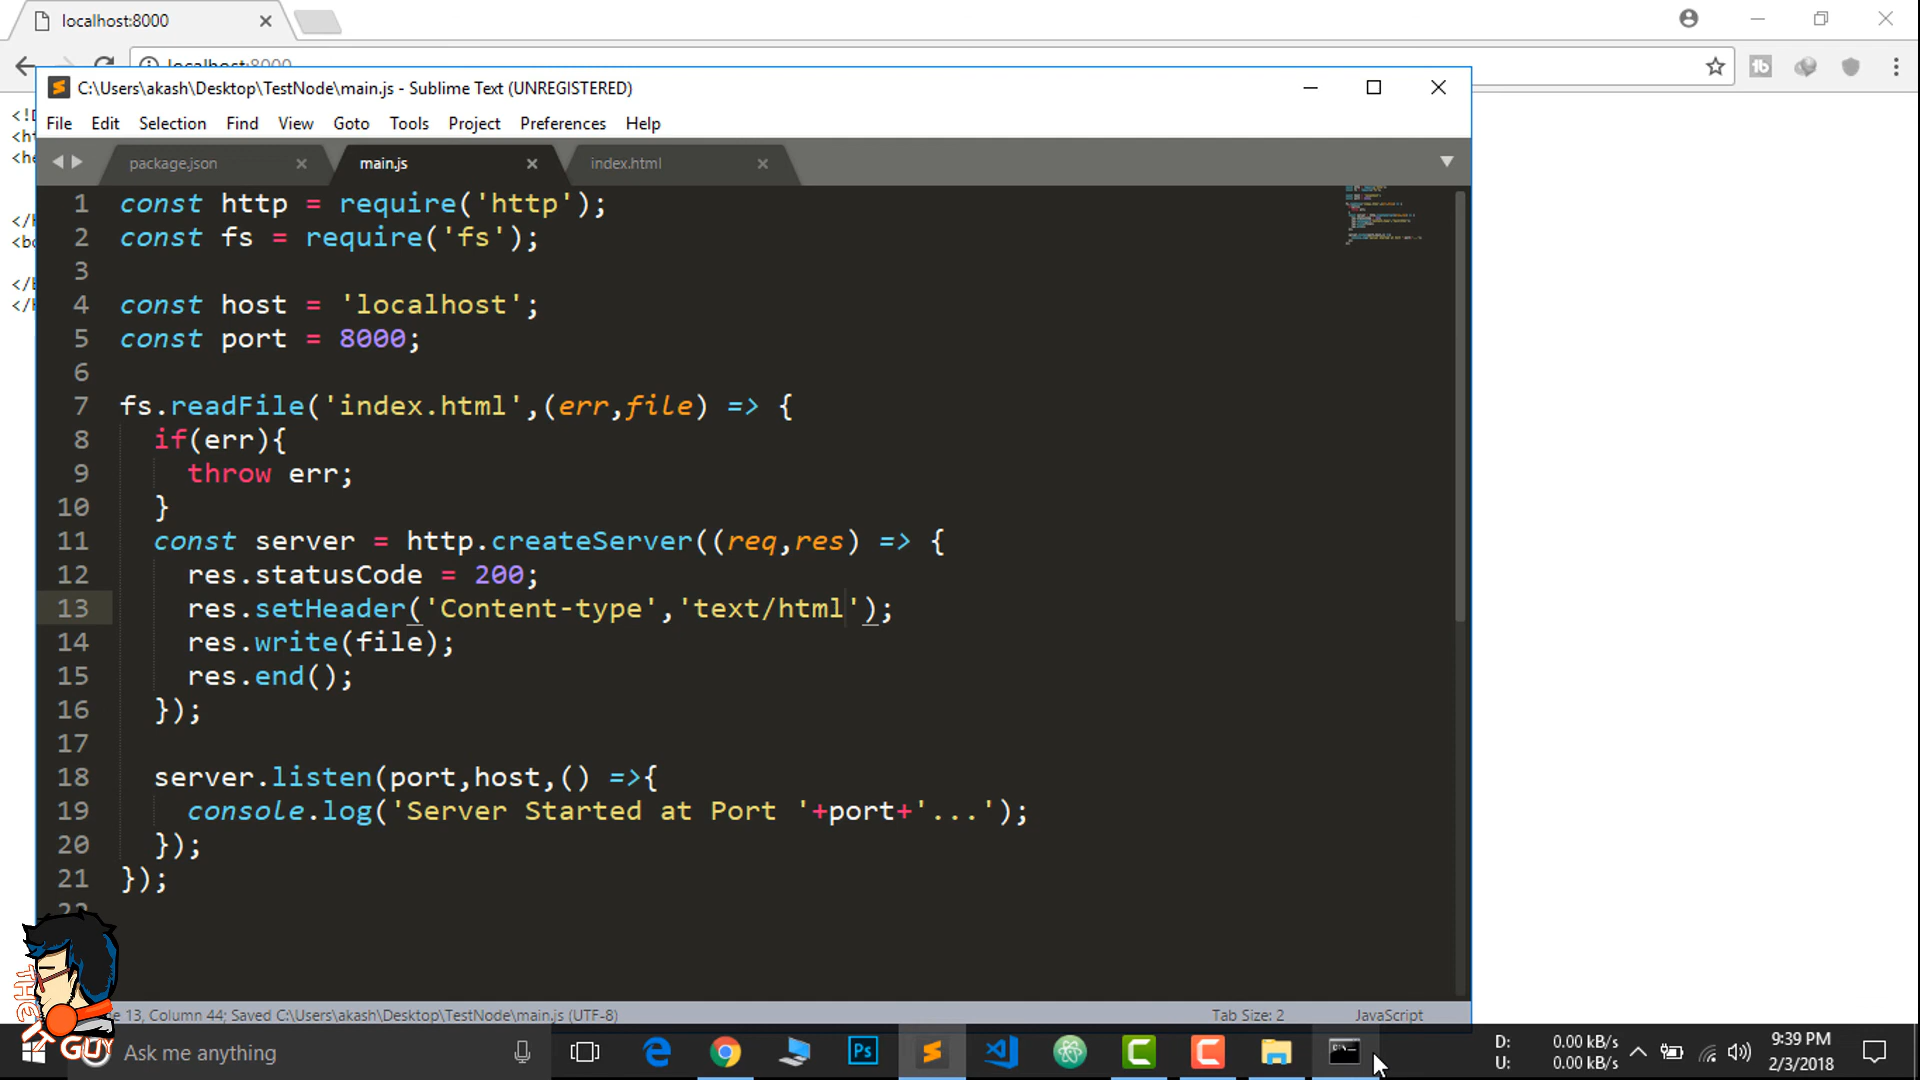 localhost:8000
localhost:8000
C:\Users\akash\Desktop\TestNode\main.js - Sublime Text (UNREGISTERED)
File Edit Selection Find View Goto Tools Project Preferences Help
package.json main.js index.html
1 const http = require('http');
2 const fs = require('fs');
3
4 const host = 'localhost';
5 const port = 8000;
6
7 fs.readFile('index.html',(err,file) => {
8 if(err){
9 throw err;
10 }
11 const server = http.createServer((req,res) => {
12 res.statusCode = 200;
13 res.setHeader('Content-type','text/html');
14 res.write(file);
15 res.end();
16 });
17
18 server.listen(port,host,() =>{
19 console.log('Server Started at Port '+port+'...');
20 });
21 });
22
13, Column 44; Saved C:\Users\akash\Desktop\TestNode\main.js (UTF-8) Tab Size: 2 JavaScript
THE IT GUY
Ask me anything
Ps
D: 0.00 kB/s
U: 0.00 kB/s
9:39 PM
2/3/2018